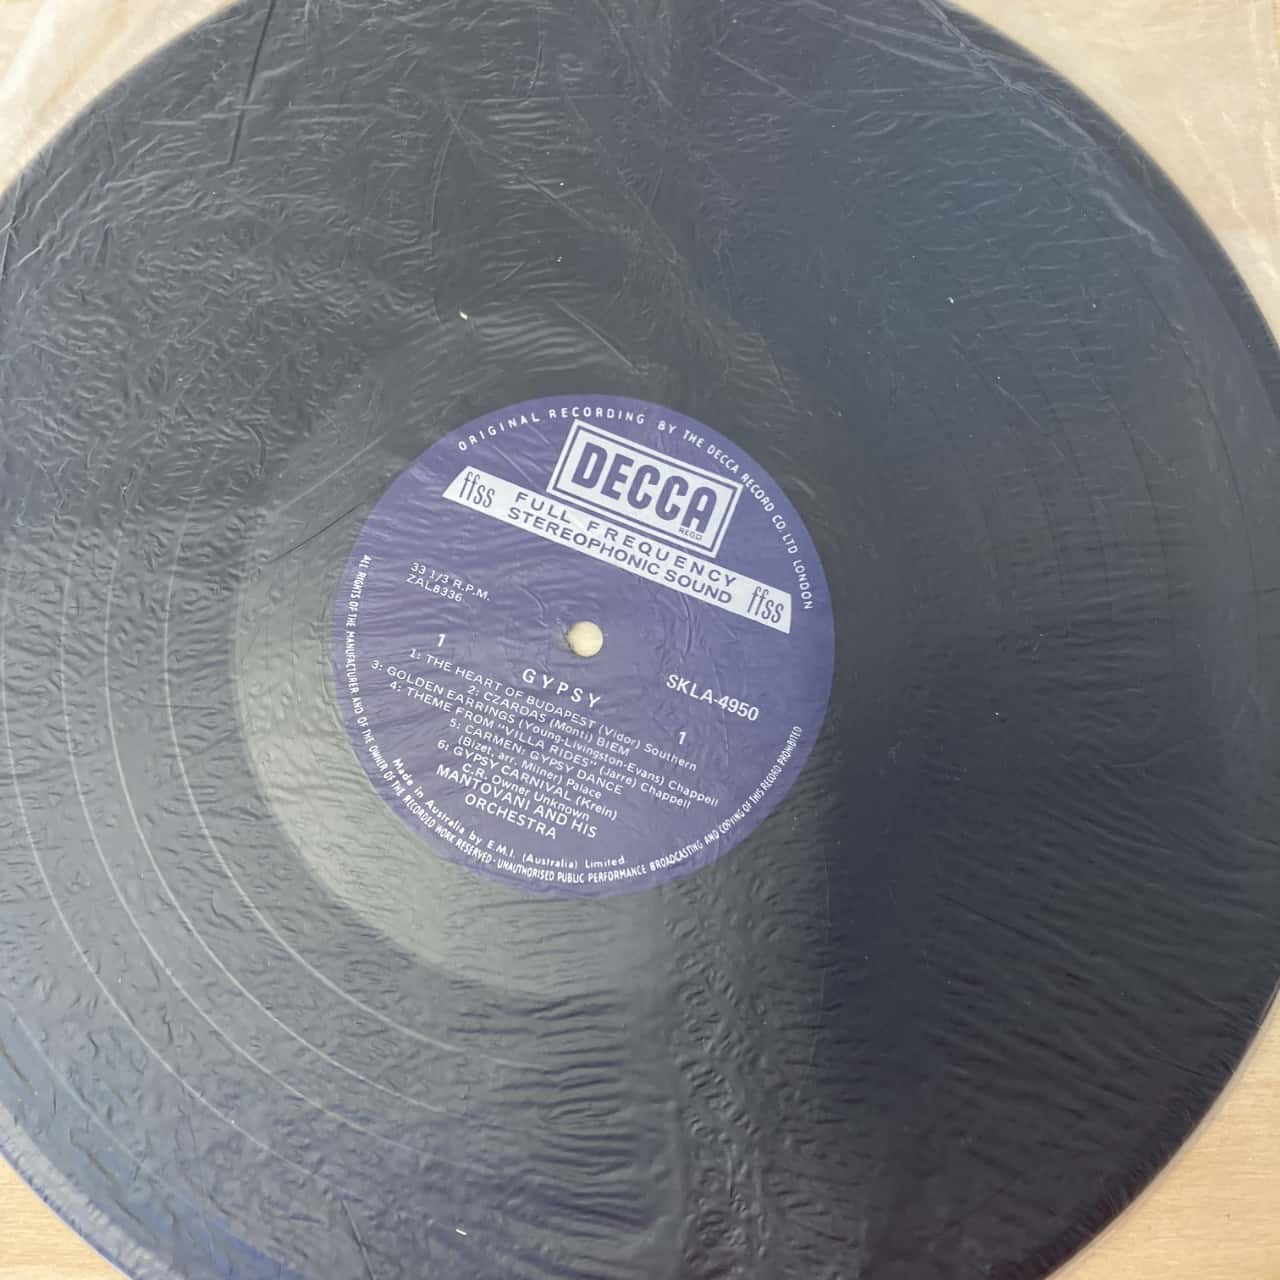 ORIGINAL RECORDING BY THE DECCA RECORD CO. LTD LONDON
DECCA
REGD
ffss FULL FREQUENCY ffss
STEREOPHONIC SOUND
33 1/3 R.P.M.
ZAL8336
SKLA-4950
1 1
GYPSY
1: THE HEART OF BUDAPEST (Vidor) Southern
2: CZARDAS (Monti) BIEM
3: GOLDEN EARRINGS (Young-Livingston-Evans) Chappell
4: THEME FROM "VILLA RIDES" (Jarre) Chappell
5: CARMEN; GYPSY DANCE
(Bizet, arr. Milner) Palace
6: GYPSY CARNIVAL (Krein)
C.R. Owner Unknown
MANTOVANI AND HIS
ORCHESTRA
Made in Australia by E.M.I. (Australia) Limited
ALL RIGHTS OF THE MANUFACTURER AND OF THE OWNER OF THE RECORDED WORK RESERVED · UNAUTHORISED PUBLIC PERFORMANCE BROADCASTING AND COPYING OF THIS RECORD PROHIBITED